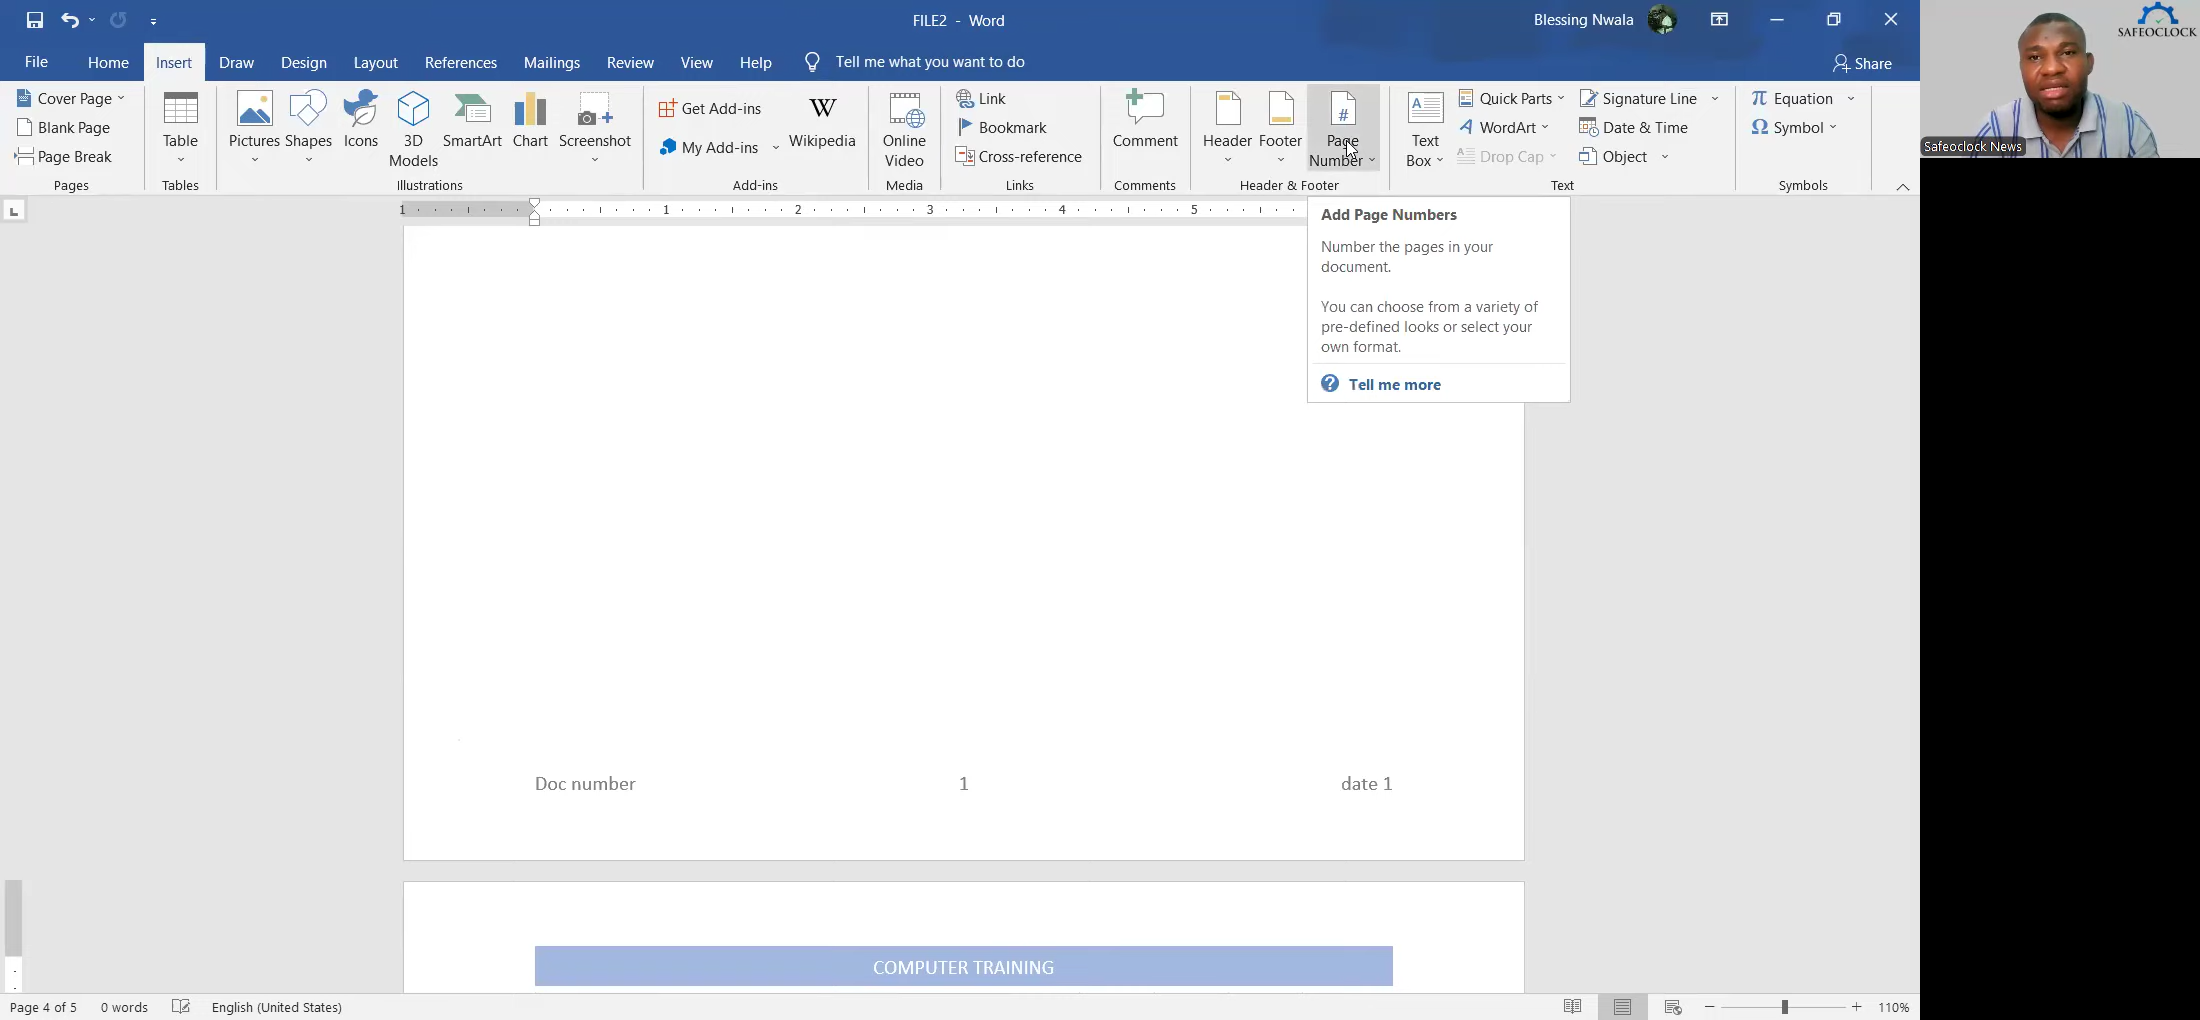 FILE2 - Word
Blessing Nwala
SAFEOCLOCK
File Home Insert Draw Design Layout References Mailings Review View Help Tell me what you want to do
Share
Cover Page
Blank Page
Page Break
Pages
Table
Tables
Pictures Shapes Icons 3D Models SmartArt Chart Screenshot
Illustrations
Get Add-ins
My Add-ins
Wikipedia
Add-ins
Online
Video
Media
Link
Bookmark
Cross-reference
Links
Comment
Comments
Header Footer Page Number
Header & Footer
Text
Box
Quick Parts
WordArt
Drop Cap
Signature Line
Date & Time
Object
Text
Equation
Symbol
Symbols
Safeoclock News
1 1 2 3 4 5
Add Page Numbers
Number the pages in your
document.
You can choose from a variety of
pre-defined looks or select your
own format.
Tell me more
Doc number 1 date 1
COMPUTER TRAINING
Page 4 of 5 0 words English (United States) 110%